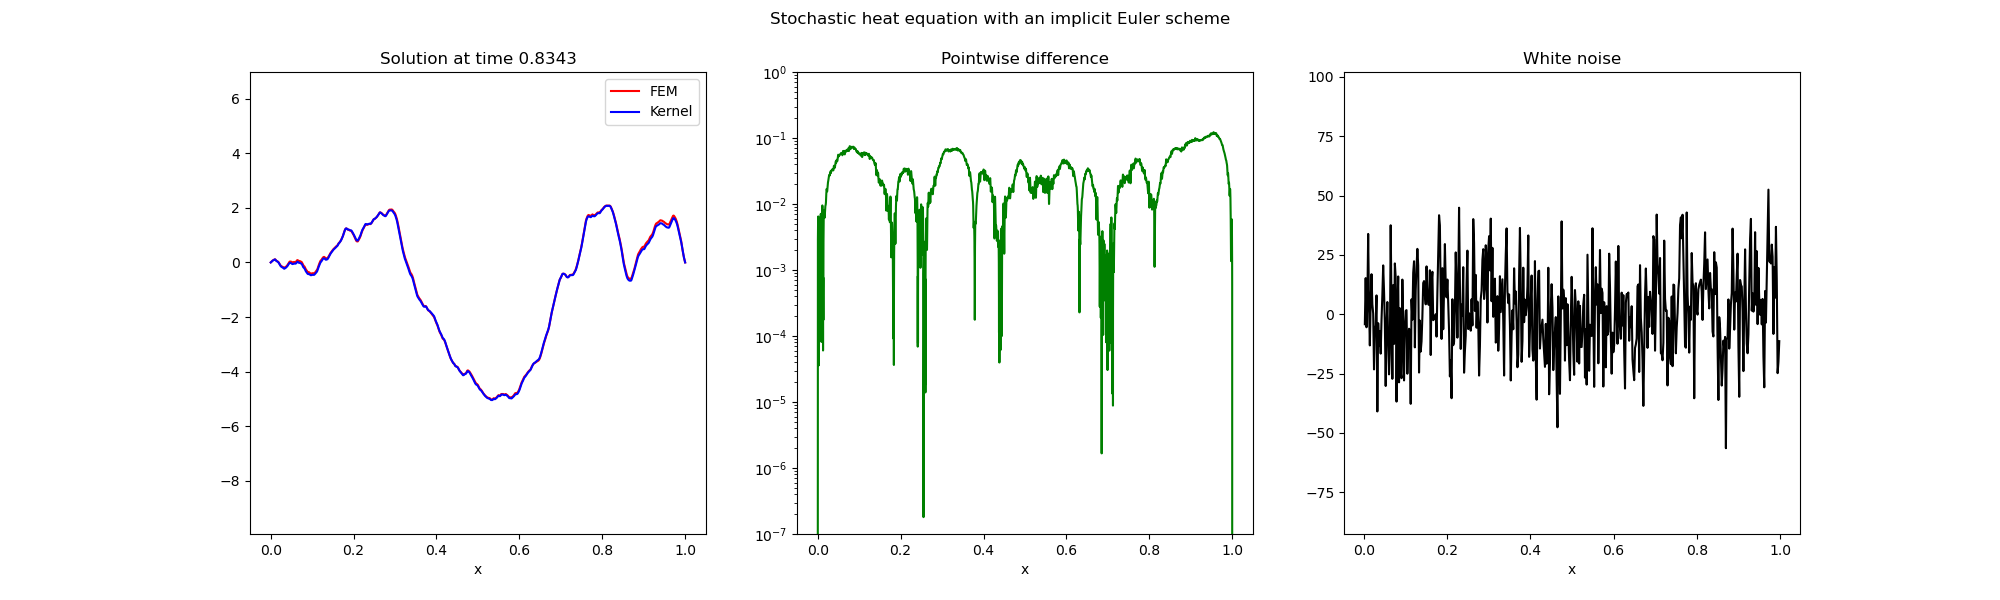 Stochastic heat equation with an implicit Euler scheme
Solution at time 0.8343
FEM
Kernel
6
4
2
0
−2
−4
−6
−8
0.0 0.2 0.4 0.6 0.8 1.0
x
Pointwise difference
10⁰
10⁻¹
10⁻²
10⁻³
10⁻⁴
10⁻⁵
10⁻⁶
10⁻⁷
0.0 0.2 0.4 0.6 0.8 1.0
x
White noise
100
75
50
25
0
−25
−50
−75
0.0 0.2 0.4 0.6 0.8 1.0
x